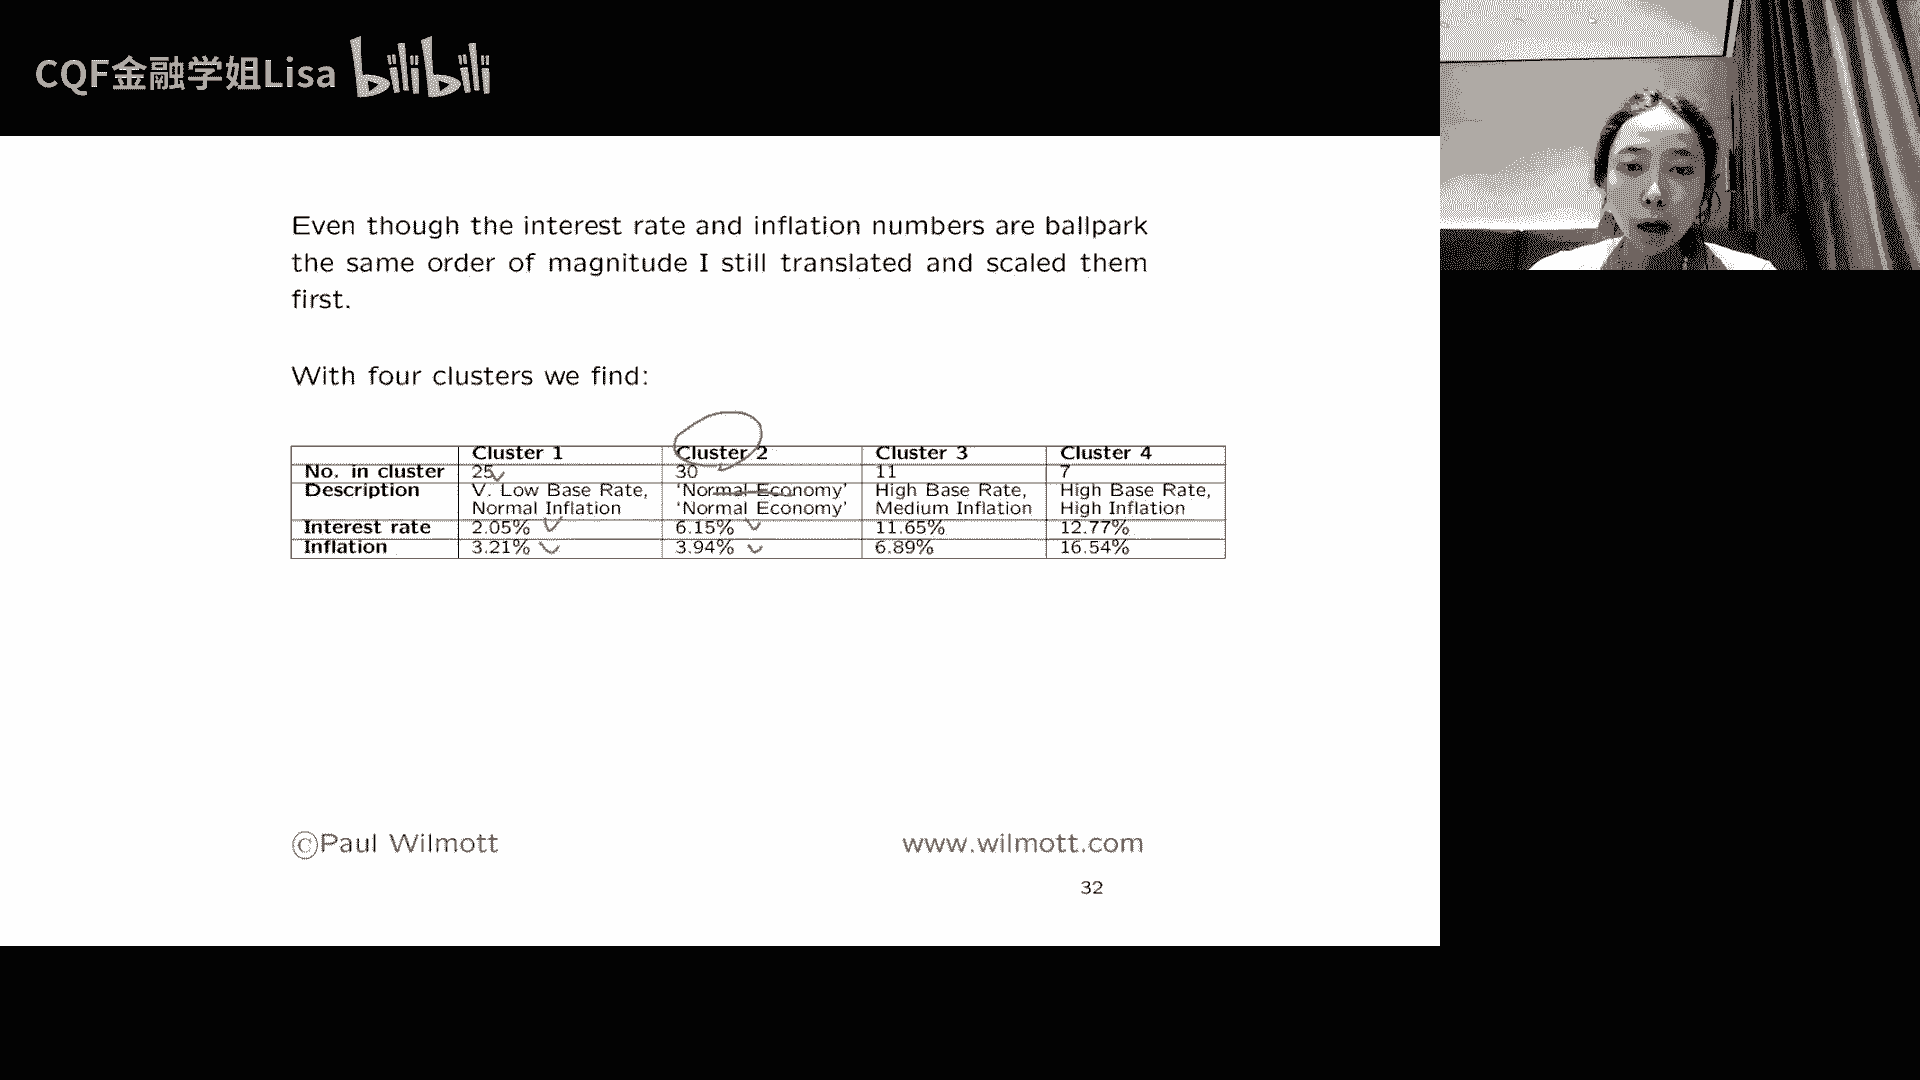 CQF金融学姐Lisa bilibili
Even though the interest rate and inflation numbers are ballpark
the same order of magnitude I still translated and scaled them
first.
With four clusters we find:
Cluster 1 Cluster 2 Cluster 3 Cluster 4
No. in cluster 25 30 11 7
Description V. Low Base Rate, 'Normal Economy' High Base Rate, High Base Rate,
Normal Inflation 'Normal Economy' Medium Inflation High Inflation
Interest rate 2.05% 6.15% 11.65% 12.77%
Inflation 3.21% 3.94% 6.89% 16.54%
©Paul Wilmott www.wilmott.com
32